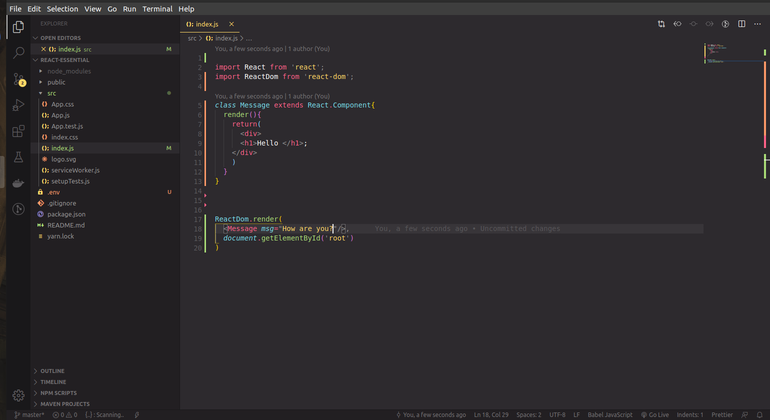 File Edit Selection View Go Run Terminal Help
EXPLORER
index.js
OPEN EDITORS
index.js src M
REACT-ESSENTIAL
node_modules
public
src
App.css
App.js
App.test.js
index.css
index.js M
logo.svg
serviceWorker.js
setupTests.js
.env U
.gitignore
package.json
README.md
yarn.lock
OUTLINE
TIMELINE
NPM SCRIPTS
MAVEN PROJECTS
src > index.js > ...
You, a few seconds ago | 1 author (You)
1
2 import React from 'react';
3 import ReactDom from 'react-dom';
4
You, a few seconds ago | 1 author (You)
5 class Message extends React.Component{
6 render(){
7 return(
8 <div>
9 <h1>Hello </h1>;
10 </div>
11 )
12 }
13 }
14
15
16
17 ReactDom.render(
18 <Message msg="How are you?"/>, You, a few seconds ago • Uncommitted changes
19 document.getElementById('root')
20 )
master* 0 0 {..} : Scanning.. You, a few seconds ago Ln 18, Col 29 Spaces: 2 UTF-8 LF Babel JavaScript Go Live Indents: 1 Prettier